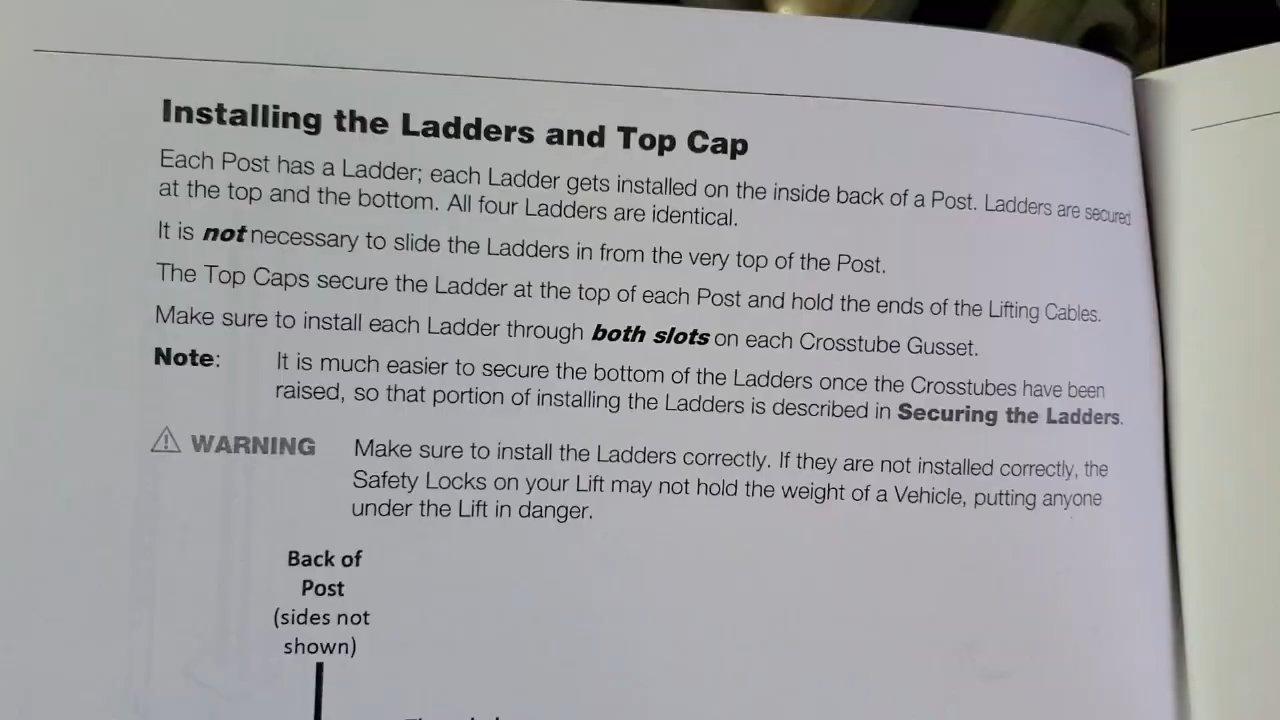 Installing the Ladders and Top Cap
Each Post has a Ladder; each Ladder gets installed on the inside back of a Post. Ladders are secured
at the top and the bottom. All four Ladders are identical.
It is not necessary to slide the Ladders in from the very top of the Post.
The Top Caps secure the Ladder at the top of each Post and hold the ends of the Lifting Cables.
Make sure to install each Ladder through both slots on each Crosstube Gusset.
Note: It is much easier to secure the bottom of the Ladders once the Crosstubes have been
raised, so that portion of installing the Ladders is described in Securing the Ladders.
WARNING Make sure to install the Ladders correctly. If they are not installed correctly, the
Safety Locks on your Lift may not hold the weight of a Vehicle, putting anyone
under the Lift in danger.
Back of
Post
(sides not
shown)